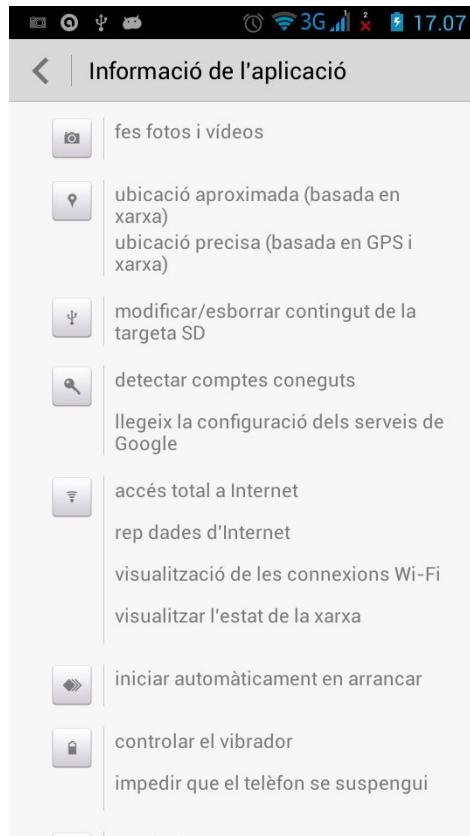 3G
1
2
17.07
Informació de l'aplicació
fes fotos i vídeos
ubicació aproximada (basada en
xarxa)
ubicació precisa (basada en GPS i
xarxa)
modificar/esborrar contingut de la
targeta SD
detectar comptes coneguts
llegeix la configuració dels serveis de
Google
accés total a Internet
rep dades d'Internet
visualització de les connexions Wi-Fi
visualitzar l'estat de la xarxa
iniciar automàticament en arrancar
controlar el vibrador
impedir que el telèfon se suspengui